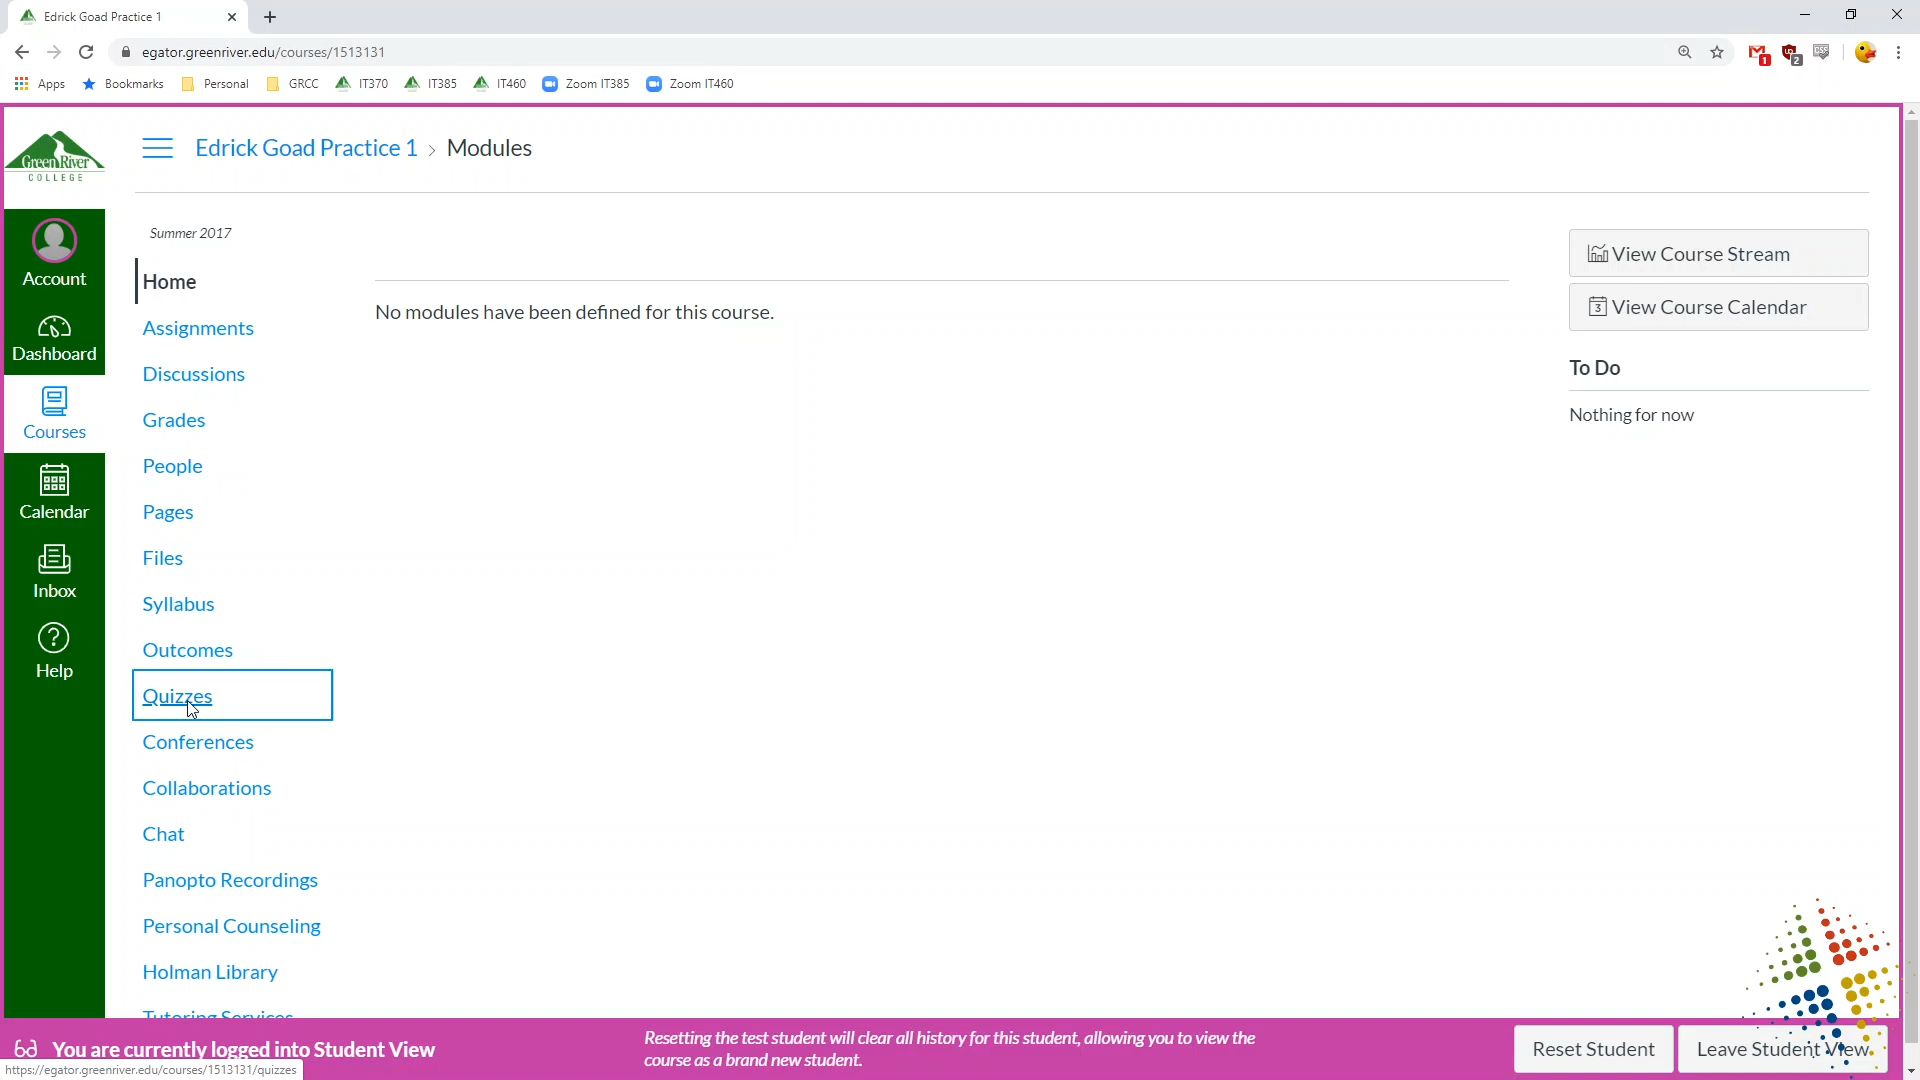 Edrick Goad Practice 1
egator.greenriver.edu/courses/1513131
1
2
CSS
Apps
Bookmarks
Personal
GRCC
IT370
IT385
IT460
Zoom IT385
Zoom IT460
Green River
COLLEGE
Edrick Goad Practice 1 > Modules
Account
Dashboard
Courses
Calendar
Inbox
Help
Summer 2017
Home
Assignments
Discussions
Grades
People
Pages
Files
Syllabus
Outcomes
Quizzes
Conferences
Collaborations
Chat
Panopto Recordings
Personal Counseling
Holman Library
Tutoring Services
No modules have been defined for this course.
View Course Stream
3 View Course Calendar
To Do
Nothing for now
You are currently logged into Student View
Resetting the test student will clear all history for this student, allowing you to view the
course as a brand new student.
Reset Student
Leave Student View
https://egator.greenriver.edu/courses/1513131/quizzes